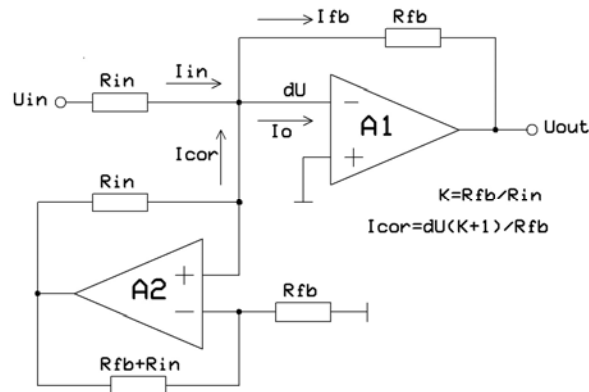 Ifb
Rfb
Rin
Iin
Uin
dU
−
A1
Io
+
Uout
Icor
Rin
K=Rfb/Rin
Icor=dU(K+1)/Rfb
+
A2
−
Rfb
Rfb+Rin